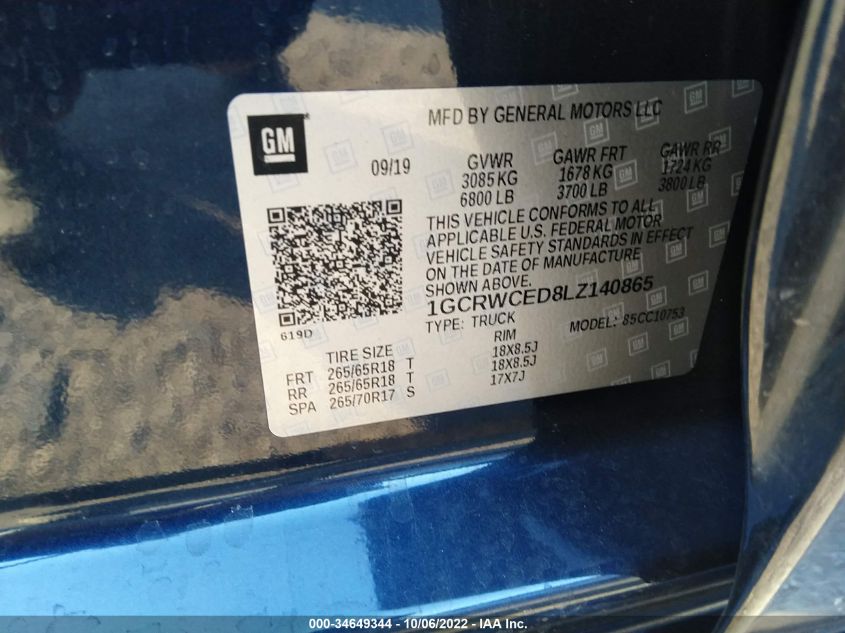 MFD BY GENERAL MOTORS LLC
GM
09/19
GVWR GAWR FRT GAWR RR
3085 KG 1678 KG 1724 KG
6800 LB 3700 LB 3800 LB
THIS VEHICLE CONFORMS TO ALL
APPLICABLE U.S. FEDERAL MOTOR
VEHICLE SAFETY STANDARDS IN EFFECT
ON THE DATE OF MANUFACTURE
SHOWN ABOVE.
1GCRWCED8LZ140865
619D
TYPE: TRUCK MODEL: 85CC10753
TIRE SIZE RIM
FRT 265/65R18 T 18X8.5J
RR 265/65R18 T 18X8.5J
SPA 265/70R17 S 17X7J
000-34649344 | 10/06/2022 | IAA Inc.